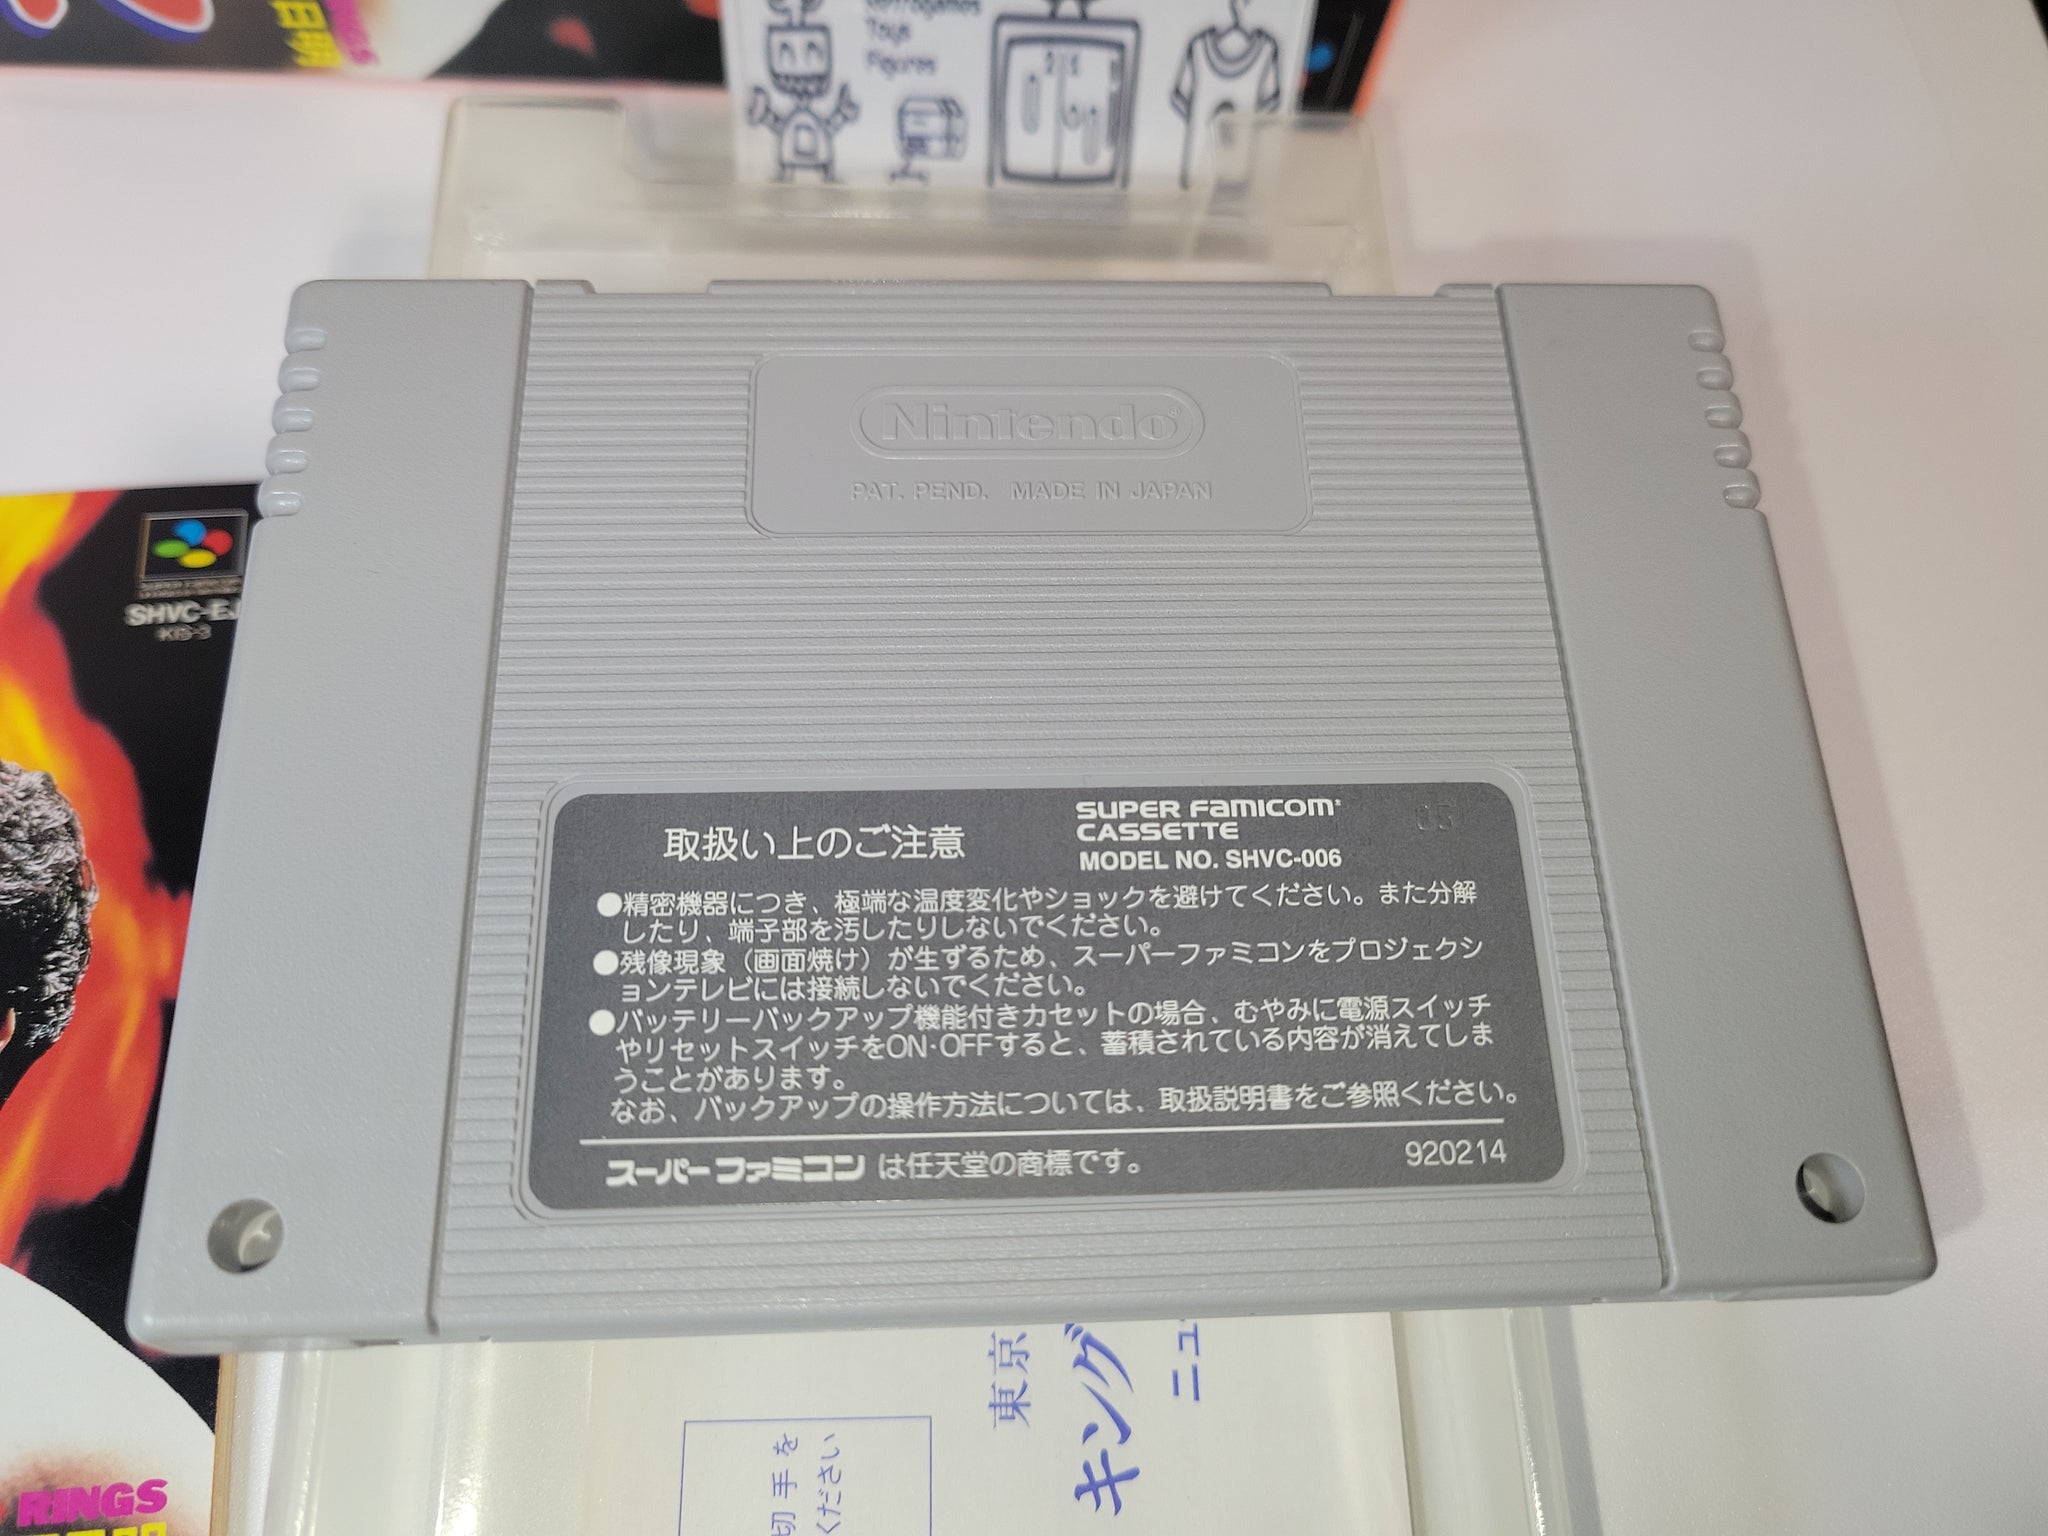 Toys
Figures
RINGS
Nintendo®
PAT. PEND. MADE IN JAPAN
SHVC-EJ
取扱い上のご注意
SUPER FAMICOM
CASSETTE
MODEL NO. SHVC-006
●精密機器につき、極端な温度変化やショックを避けてください。また分解
したり、端子部を汚したりしないでください。
●残像現象（画面焼け）が生ずるため、スーパーファミコンをプロジェクシ
ョンテレビには接続しないでください。
●バッテリーバックアップ機能付きカセットの場合、むやみに電源スイッチ
やリセットスイッチをON・OFFすると、蓄積されている内容が消えてしま
うことがあります。
なお、バックアップの操作方法については、取扱説明書をご参照ください。
スーパーファミコン は任天堂の商標です。
920214
東京
キング
ニュ
切手を
ください
RINGS